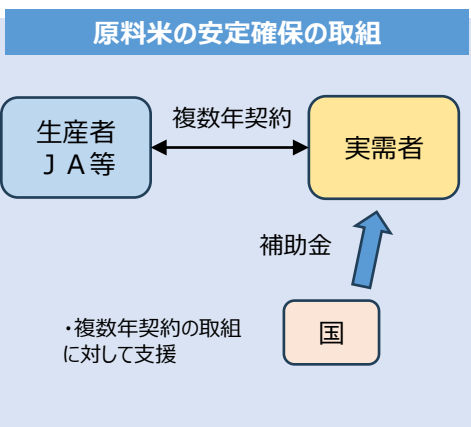 原料米の安定確保の取組
生産者
ＪＡ等
複数年契約
実需者
補助金
・複数年契約の取組
に対して支援
国